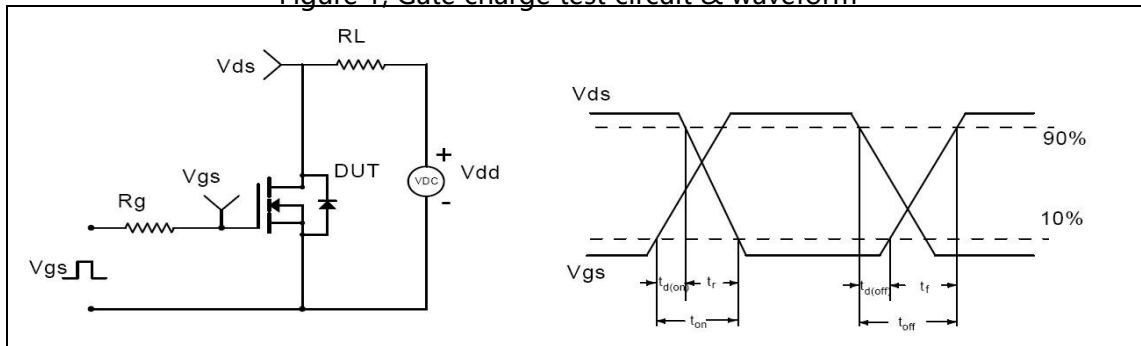 Figure 1, Gate charge test circuit & waveform
RL
Vds
Vds
90%
+
Vdd
VDC
-
DUT
Vgs
Rg
10%
Vgs
Vgs
td(on)
tr
td(off)
tf
ton
toff